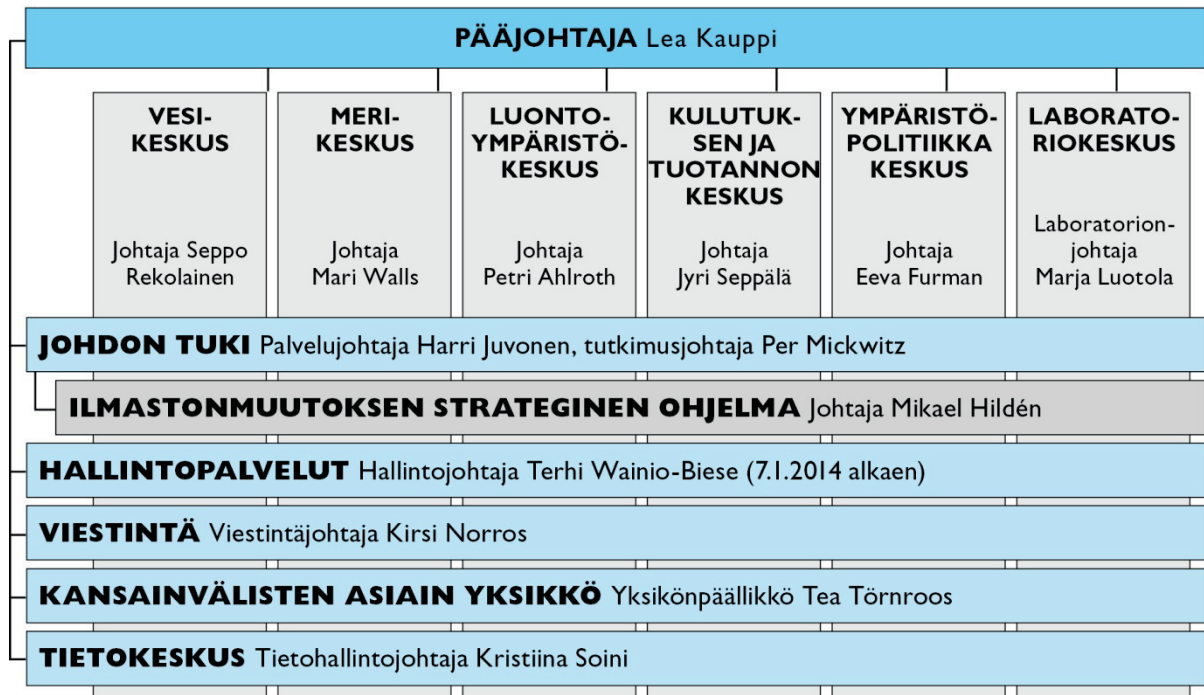 PÄÄJOHTAJA Lea Kauppi
VESI-
KESKUS
Johtaja Seppo
Rekolainen
MERI-
KESKUS
Johtaja
Mari Walls
LUONTO-
YMPÄRISTÖ-
KESKUS
Johtaja
Petri Ahlroth
KULUTUK-
SEN JA
TUOTANNON
KESKUS
Johtaja
Jyri Seppälä
YMPÄRISTÖ-
POLITIIKKA
KESKUS
Johtaja
Eeva Furman
LABORATO-
RIOKESKUS
Laboratorion-
johtaja
Marja Luotola
JOHDON TUKI Palvelujohtaja Harri Juvonen, tutkimusjohtaja Per Mickwitz
ILMASTONMUUTOKSEN STRATEGINEN OHJELMA Johtaja Mikael Hildén
HALLINTOPALVELUT Hallintojohtaja Terhi Wainio-Biese (7.1.2014 alkaen)
VIESTINTÄ Viestintäjohtaja Kirsi Norros
KANSAINVÄLISTEN ASIAIN YKSIKKÖ Yksikönpäällikkö Tea Törnroos
TIETOKESKUS Tietohallintojohtaja Kristiina Soini